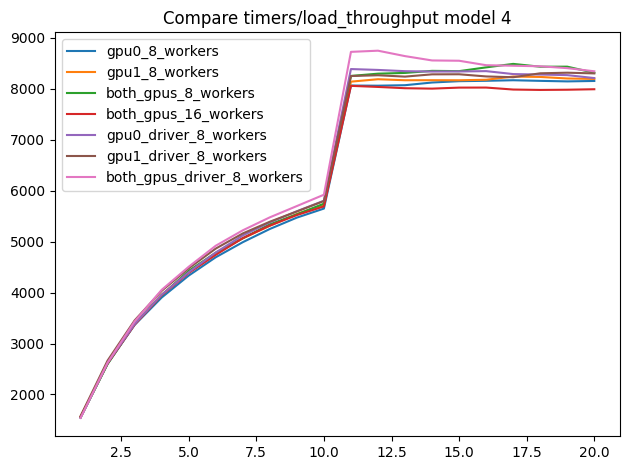 Compare timers/load_throughput model 4
9000
8000
7000
6000
5000
4000
3000
2000
gpu0_8_workers
gpu1_8_workers
both_gpus_8_workers
both_gpus_16_workers
gpu0_driver_8_workers
gpu1_driver_8_workers
both_gpus_driver_8_workers
2.5 5.0 7.5 10.0 12.5 15.0 17.5 20.0